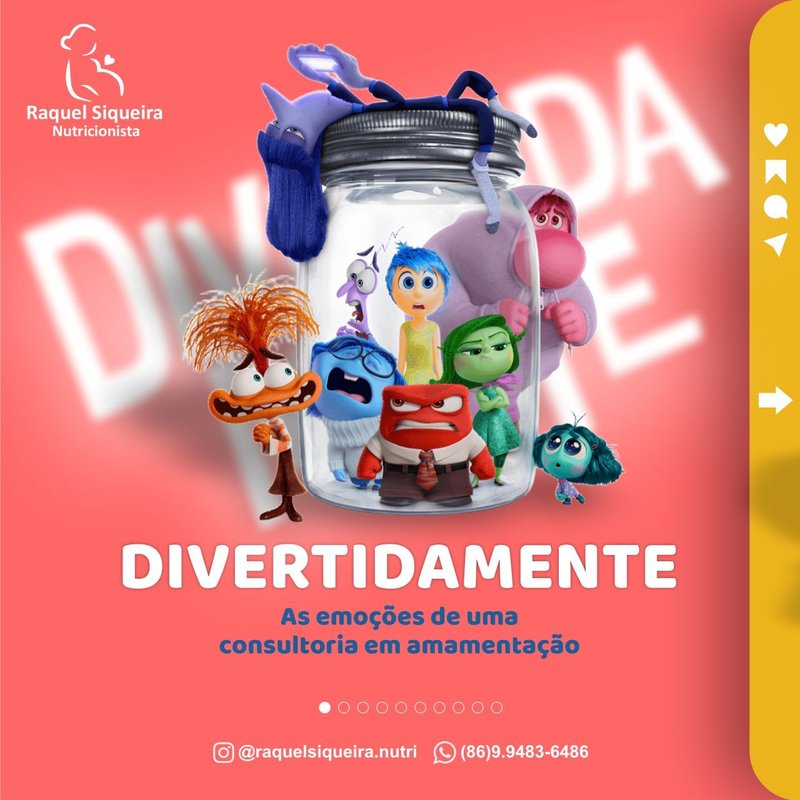 Raquel Siqueira
Nutricionista
DIVERTIDAMENTE
As emoções de uma
consultoria em amamentação
@raquelsiqueira.nutri (86)9.9483-6486